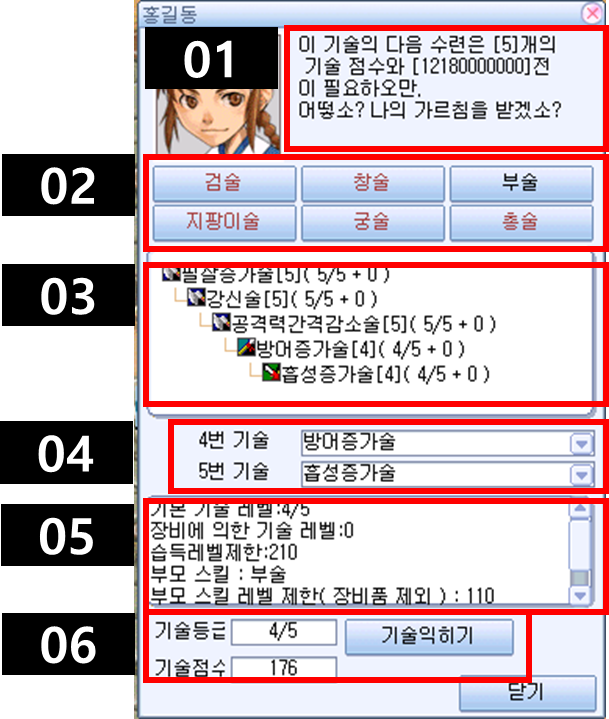 홍길동
01
이 기술의 다음 수련은 [5]개의
기술 점수와 [12180000000]전
이 필요하오만,
어떻소? 나의 가르침을 받겠소?
02
검술 창술 부술
지팡이술 궁술 총술
03
필살증가술[5]( 5/5 + 0 )
강신술[5]( 5/5 + 0 )
공격력간격감소술[5]( 5/5 + 0 )
방어증가술[4]( 4/5 + 0 )
흡성증가술[4]( 4/5 + 0 )
04
4번 기술 방어증가술
5번 기술 흡성증가술
05
기본 기술 레벨:4/5
장비에 의한 기술 레벨:0
습득레벨제한:210
부모 스킬 : 부술
부모 스킬 레벨 제한( 장비품 제외 ) : 110
06
기술등급 4/5 기술익히기
기술점수 176
닫기